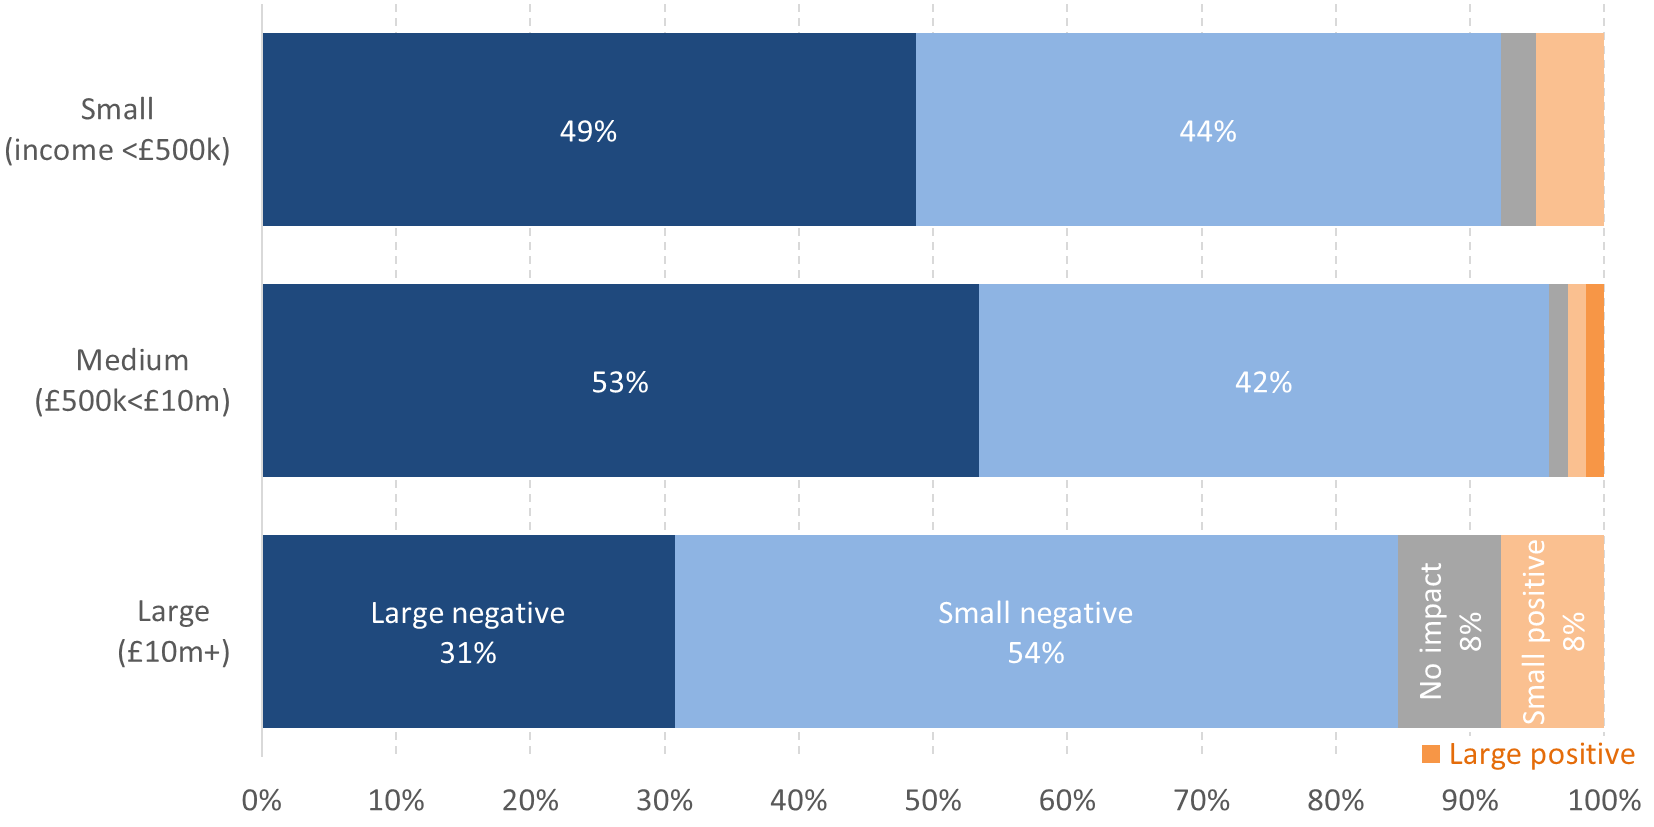 Small
(income <£500k)
49%
44%
Medium
(£500k<£10m)
53%
42%
Large
(£10m+)
Large negative
31%
Small negative
54%
No impact
8%
Small positive
8%
Large positive
0%
10%
20%
30%
40%
50%
60%
70%
80%
90%
100%